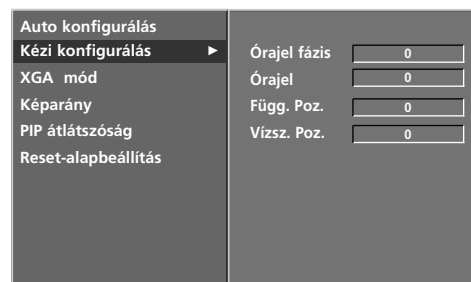 Auto konfigurálás
Kézi konfigurálás ►
XGA mód
Képarány
PIP átlátszóság
Reset-alapbeállítás
Órajel fázis 0
Órajel 0
Függ. Poz. 0
Vízsz. Poz. 0